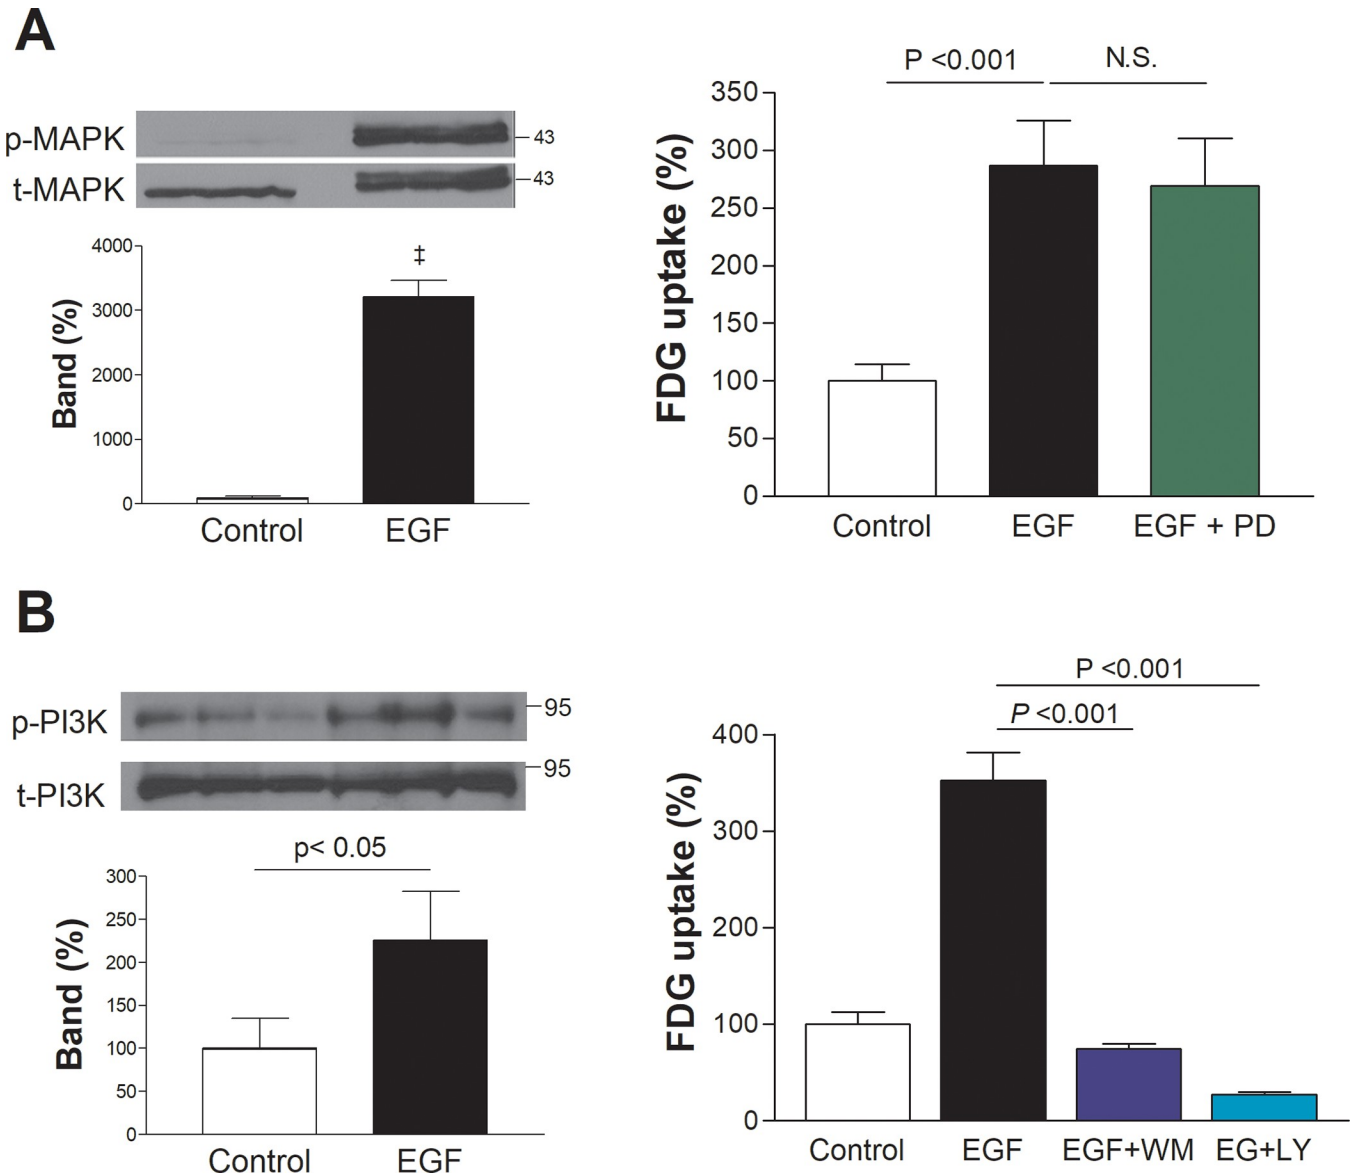 A
p-MAPK
43
t-MAPK
43
Band (%)
4000
3000
2000
1000
0
‡
Control
EGF
P <0.001
N.S.
FDG uptake (%)
350
300
250
200
150
100
50
0
Control
EGF
EGF + PD
B
p-PI3K
95
t-PI3K
95
p< 0.05
Band (%)
300
250
200
150
100
50
0
Control
EGF
P <0.001
P <0.001
FDG uptake (%)
400
300
200
100
0
Control
EGF
EGF+WM
EG+LY